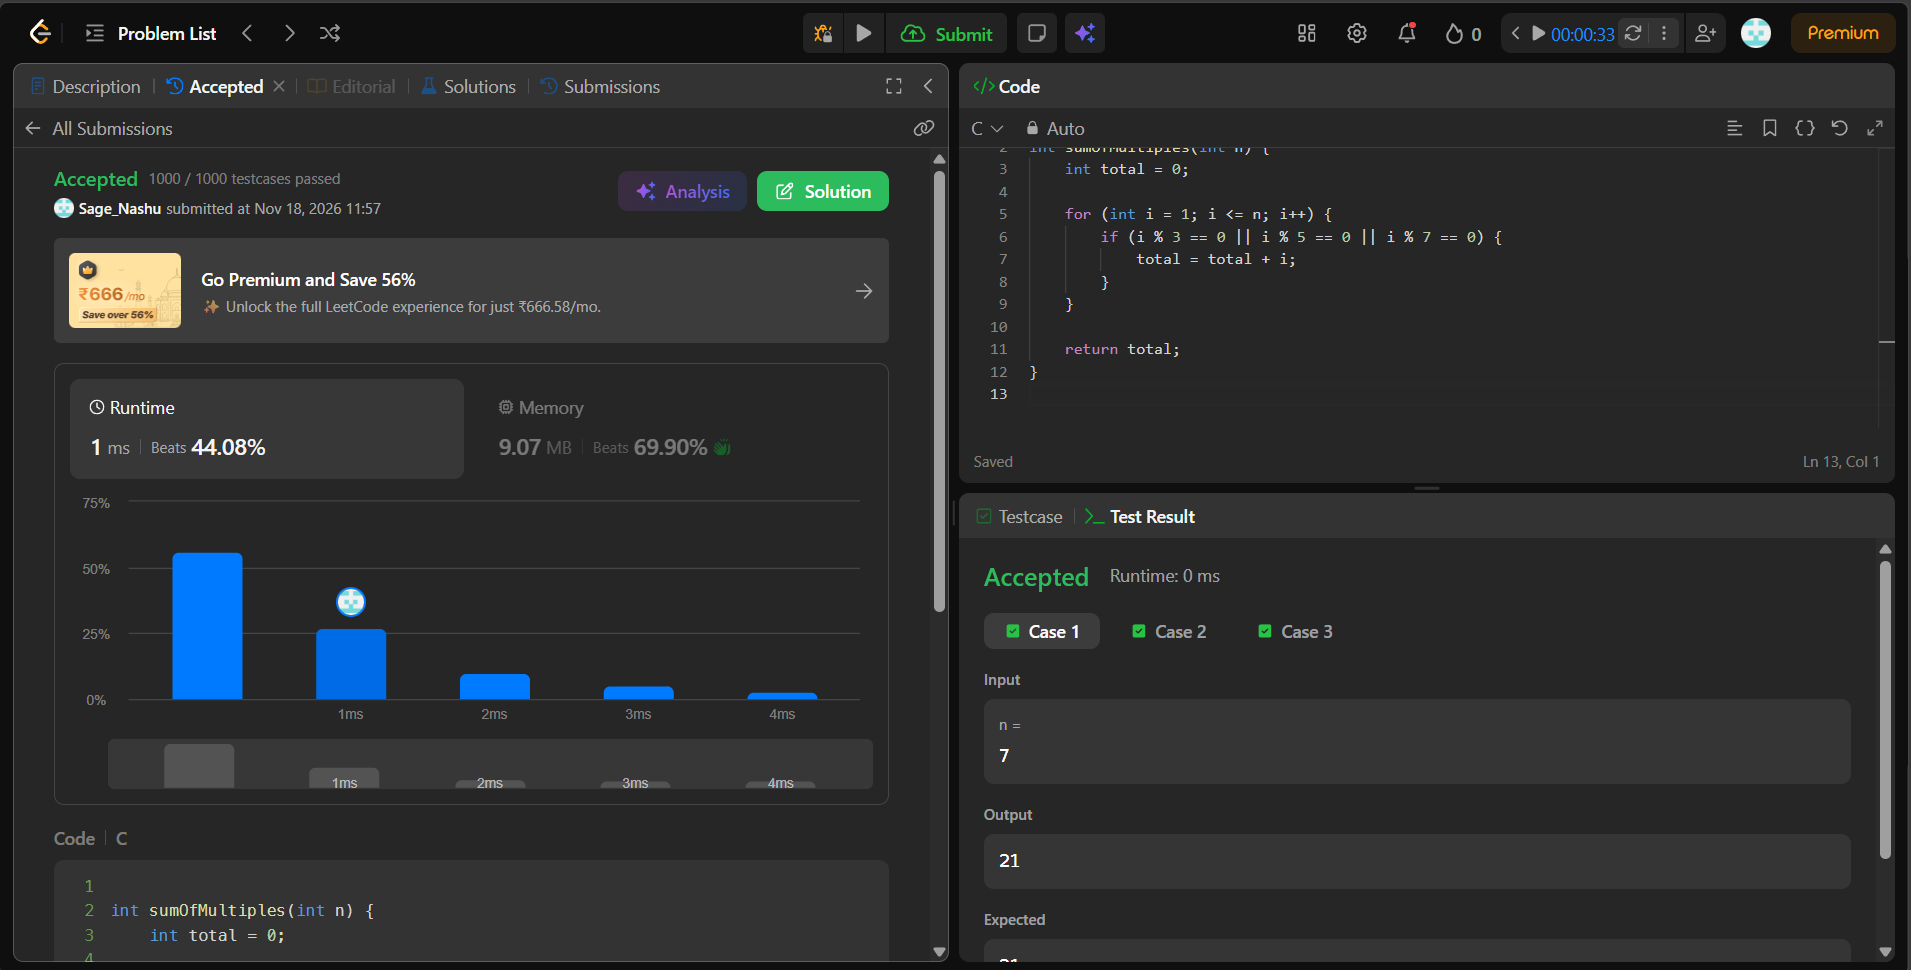 Problem List
Submit
0
00:00:33
Premium
Description
Accepted
Editorial
Solutions
Submissions
All Submissions
Accepted 1000 / 1000 testcases passed
Sage_Nashu submitted at Nov 18, 2026 11:57
Analysis
Solution
₹666/mo
Save over 56%
Go Premium and Save 56%
✨ Unlock the full LeetCode experience for just ₹666.58/mo.
Runtime
1 ms Beats 44.08%
Memory
9.07 MB Beats 69.90%
75%
50%
25%
0%
1ms 2ms 3ms 4ms
1ms 2ms 3ms 4ms
Code C
1
2 int sumOfMultiples(int n) {
3 int total = 0;
4
</> Code
C Auto
2 int sumOfMultiples(int n) {
3 int total = 0;
4
5 for (int i = 1; i <= n; i++) {
6 if (i % 3 == 0 || i % 5 == 0 || i % 7 == 0) {
7 total = total + i;
8 }
9 }
10
11 return total;
12 }
13
Saved
Ln 13, Col 1
Testcase
>_ Test Result
Accepted Runtime: 0 ms
Case 1 Case 2 Case 3
Input
n =
7
Output
21
Expected
21